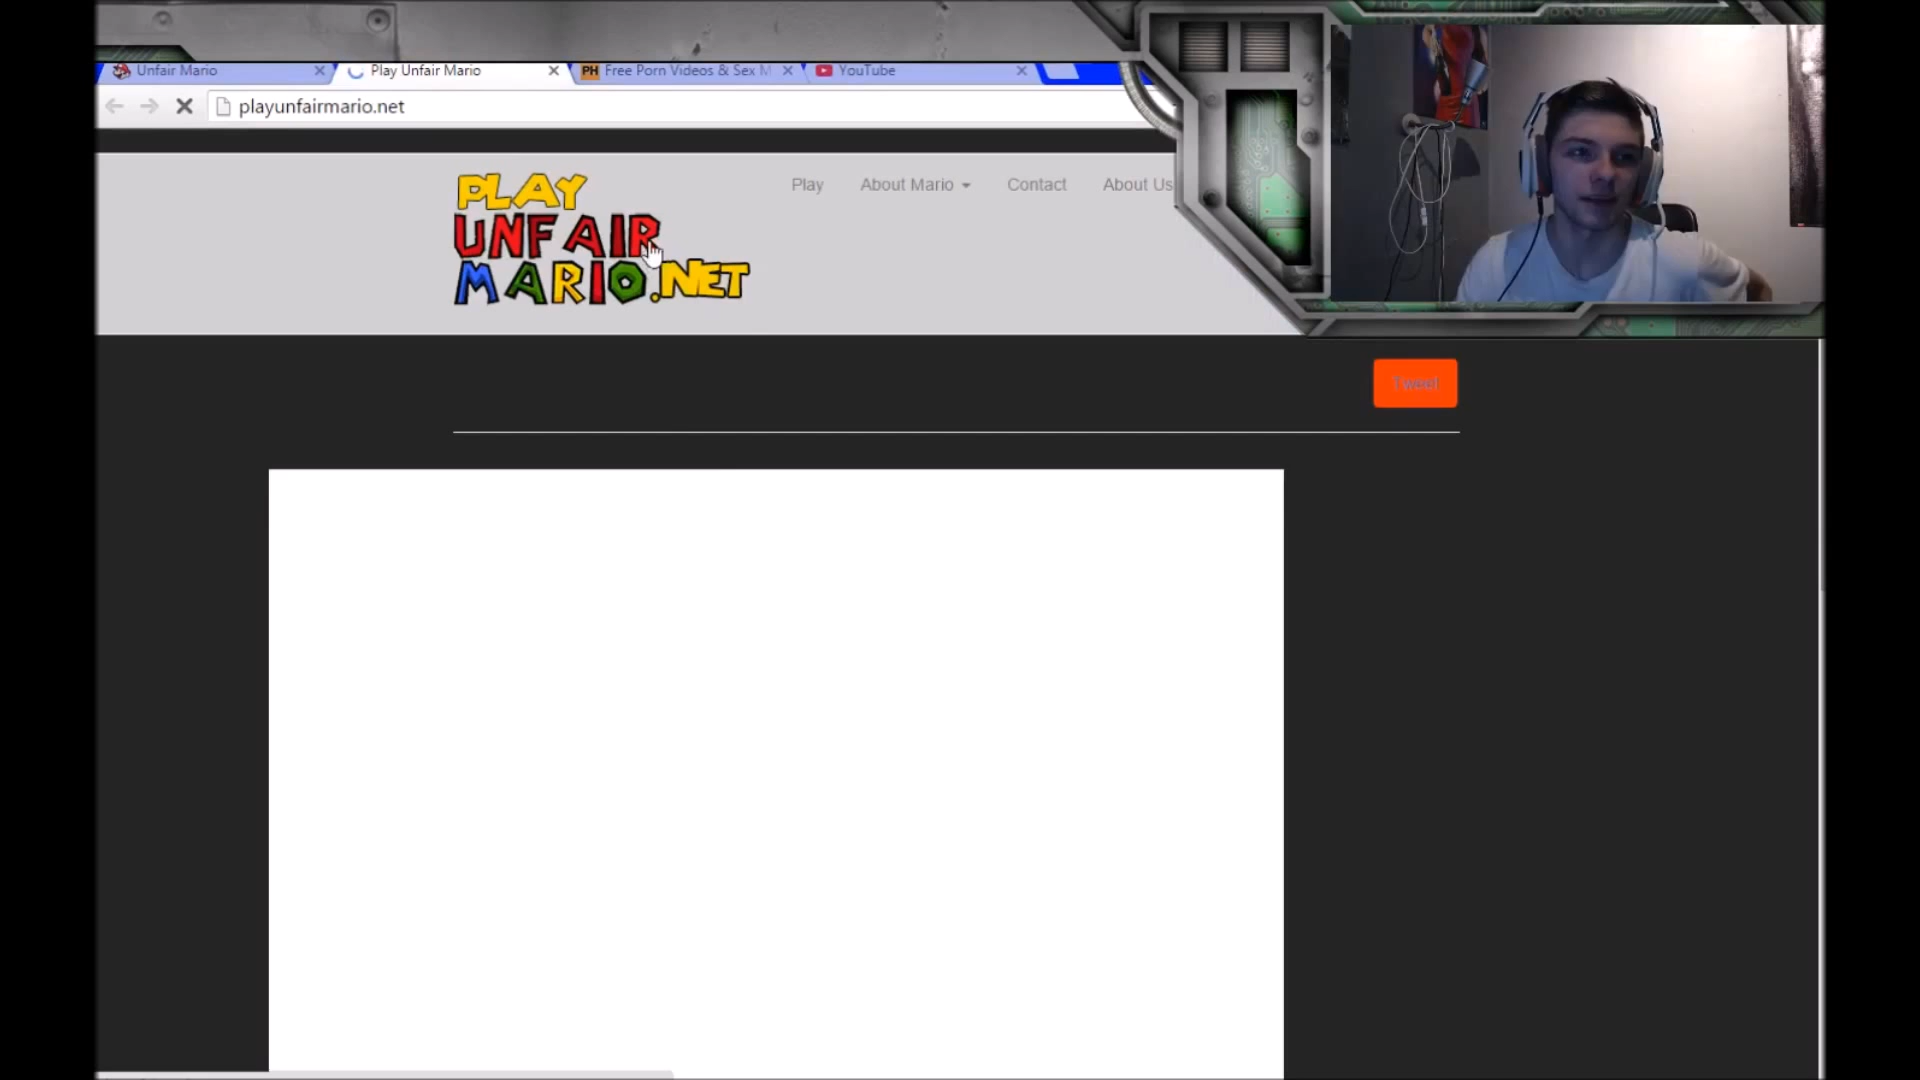 Unfair Mario
Play Unfair Mario
PH Free Porn Videos & Sex M
YouTube
playunfairmario.net
PLAY
UNFAIR
MARIO.NET
Play
About Mario
Contact
About Us
Tweet